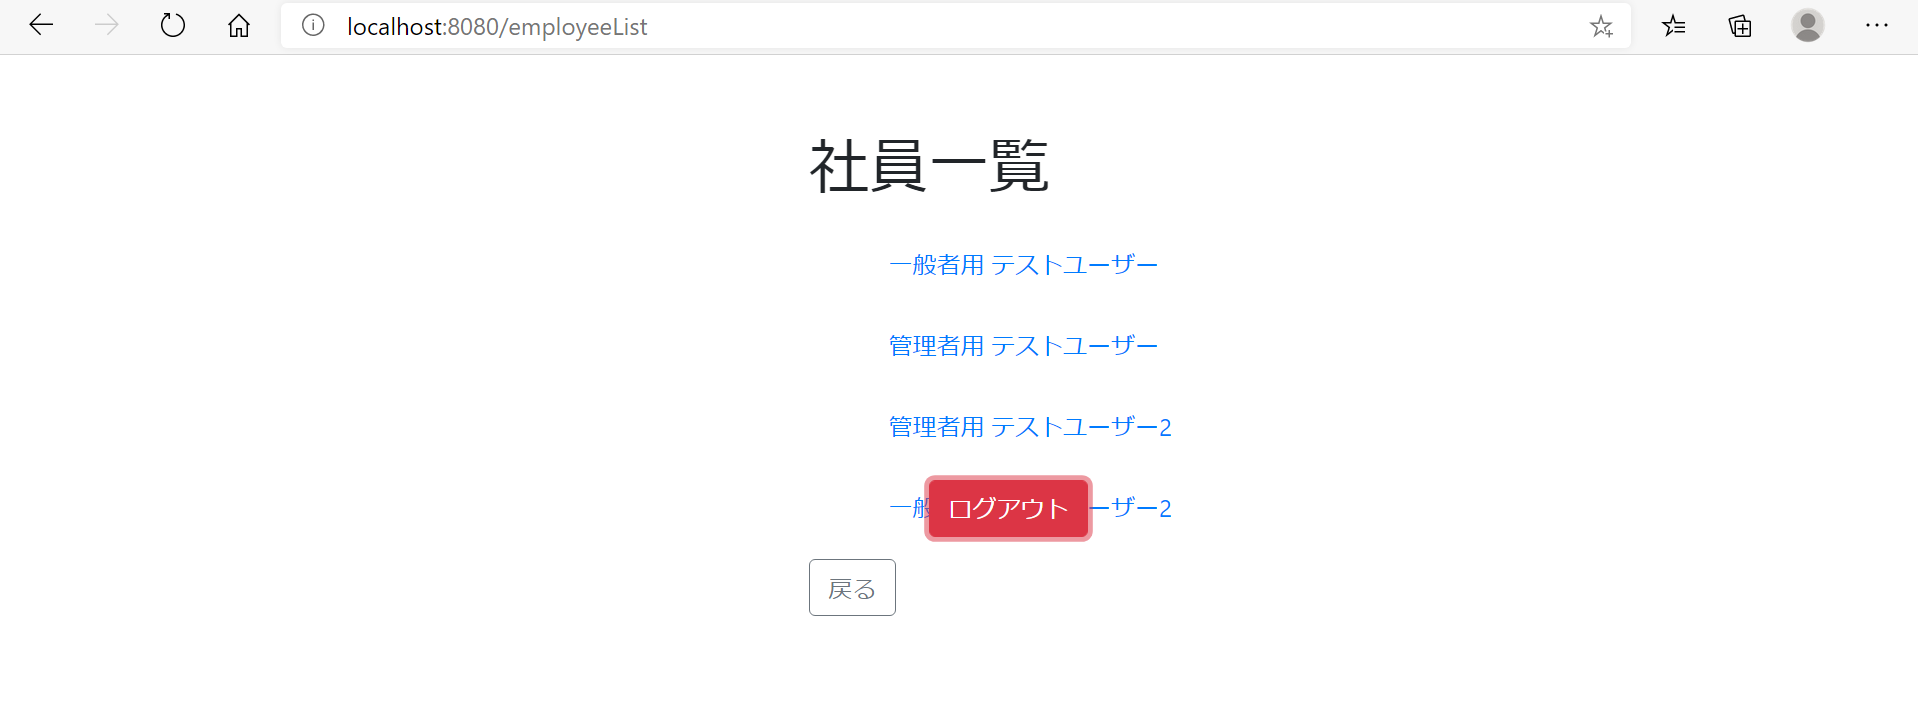 localhost:8080/employeeList
社員一覧
一般者用 テストユーザー
管理者用 テストユーザー
管理者用 テストユーザー2
一般
ログアウト
ーザー2
戻る